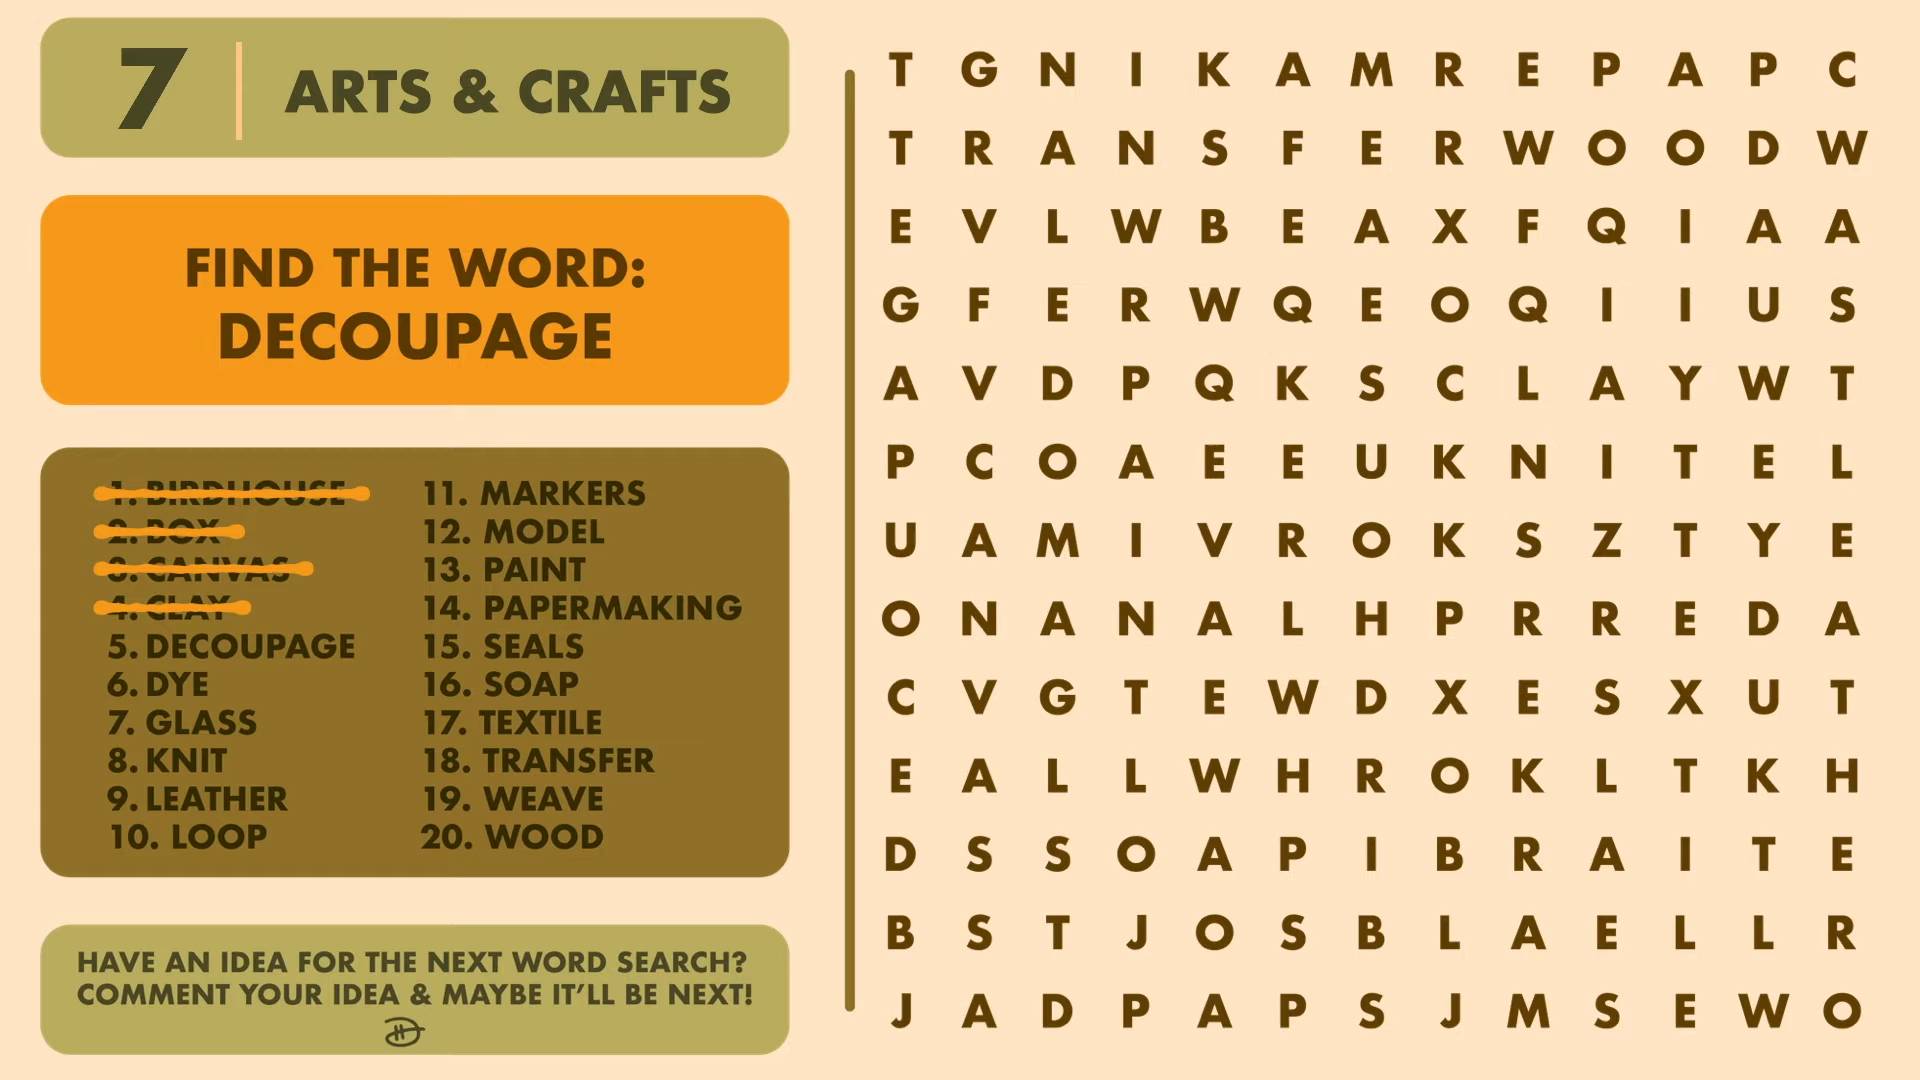 7 | ARTS & CRAFTS
FIND THE WORD:
DECOUPAGE
1. BIRDHOUSE
2. BOX
3. CANVAS
4. CLAY
5. DECOUPAGE
6. DYE
7. GLASS
8. KNIT
9. LEATHER
10. LOOP
11. MARKERS
12. MODEL
13. PAINT
14. PAPERMAKING
15. SEALS
16. SOAP
17. TEXTILE
18. TRANSFER
19. WEAVE
20. WOOD
HAVE AN IDEA FOR THE NEXT WORD SEARCH?
COMMENT YOUR IDEA & MAYBE IT'LL BE NEXT!
T G N I K A M R E P A P C
T R A N S F E R W O O D W
E V L W B E A X F Q I A A
G F E R W Q E O Q I I U S
A V D P Q K S C L A Y W T
P C O A E E U K N I T E L
U A M I V R O K S Z T Y E
O N A N A L H P R R E D A
C V G T E W D X E S X U T
E A L L W H R O K L T K H
D S S O A P I B R A I T E
B S T J O S B L A E L L R
J A D P A P S J M S E W O